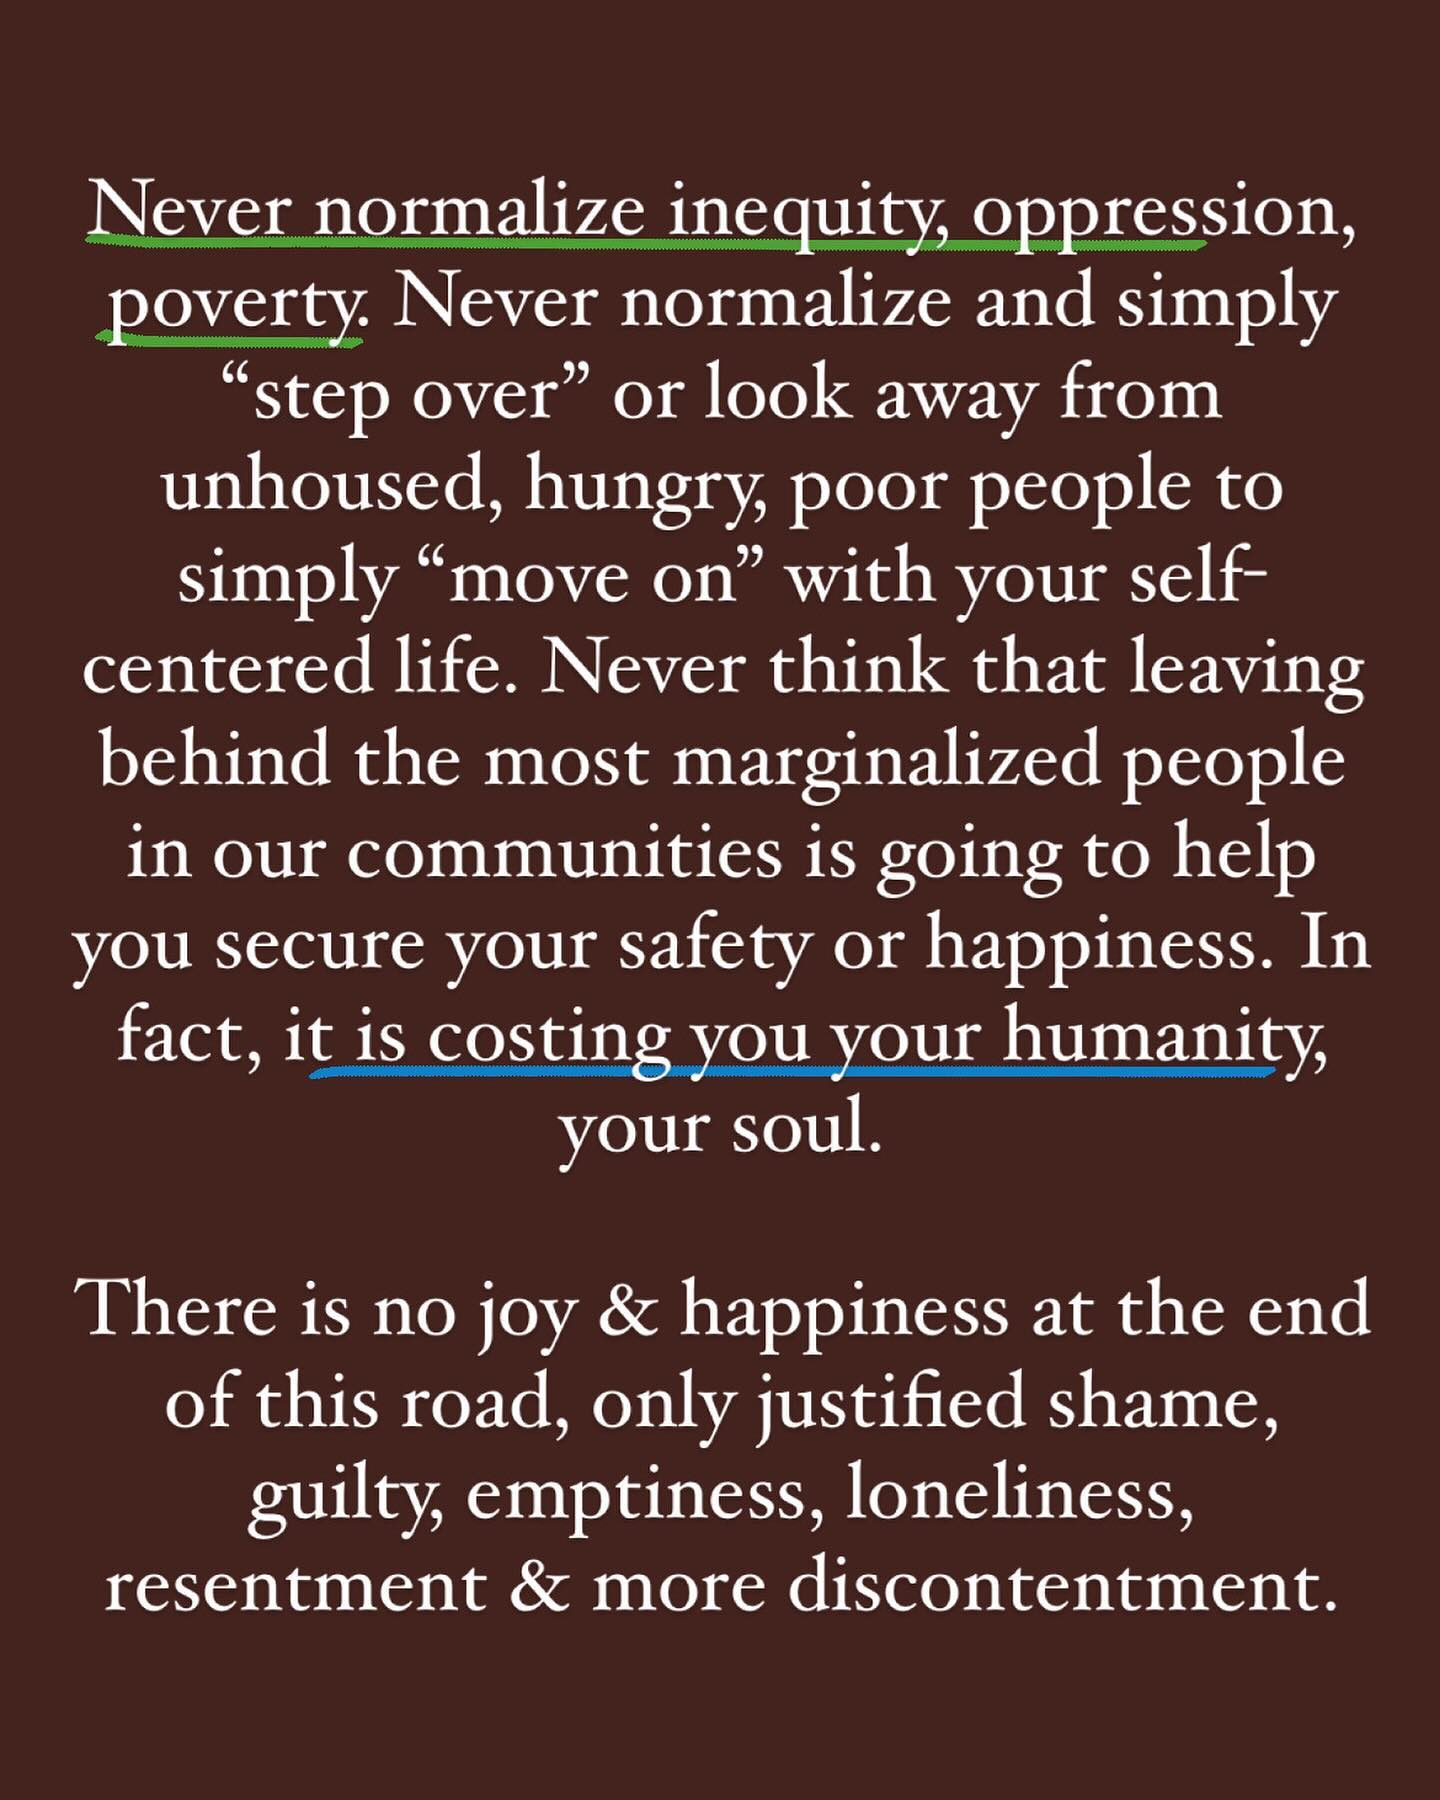 Never normalize inequity, oppression,
poverty. Never normalize and simply
“step over” or look away from
unhoused, hungry, poor people to
simply “move on” with your self-
centered life. Never think that leaving
behind the most marginalized people
in our communities is going to help
you secure your safety or happiness. In
fact, it is costing you your humanity,
your soul.
There is no joy & happiness at the end
of this road, only justified shame,
guilty, emptiness, loneliness,
resentment & more discontentment.